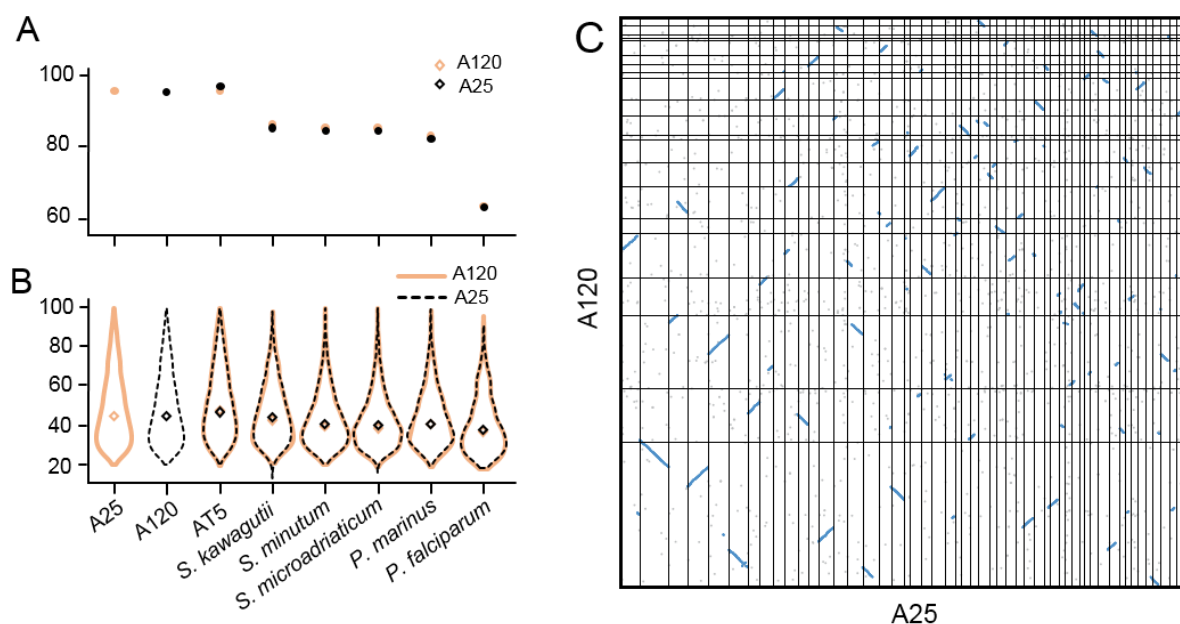 A
100
80
60
A120
A25
B
100
80
60
40
20
A120
A25
A25
A120
AT5
S. kawagutii
S. minutum
S. microadriaticum
P. marinus
P. falciparum
C
A120
A25